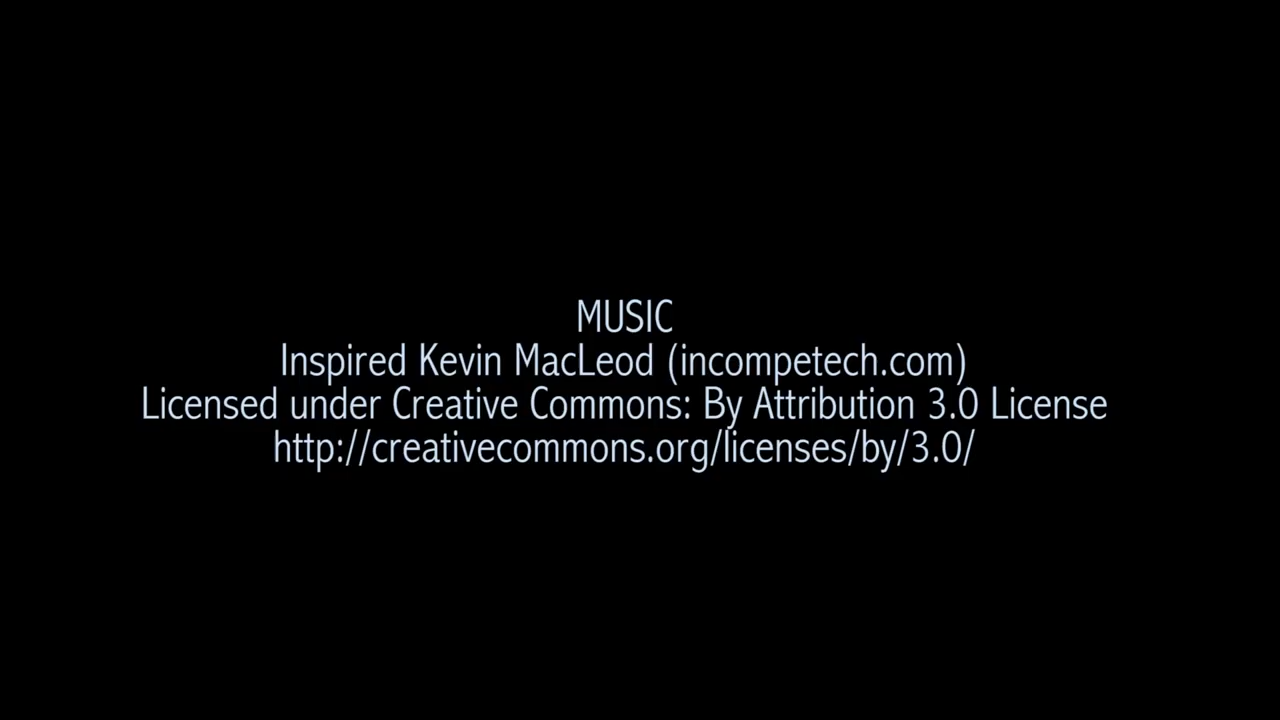 MUSIC
Inspired Kevin MacLeod (incompetech.com)
Licensed under Creative Commons: By Attribution 3.0 License
http://creativecommons.org/licenses/by/3.0/